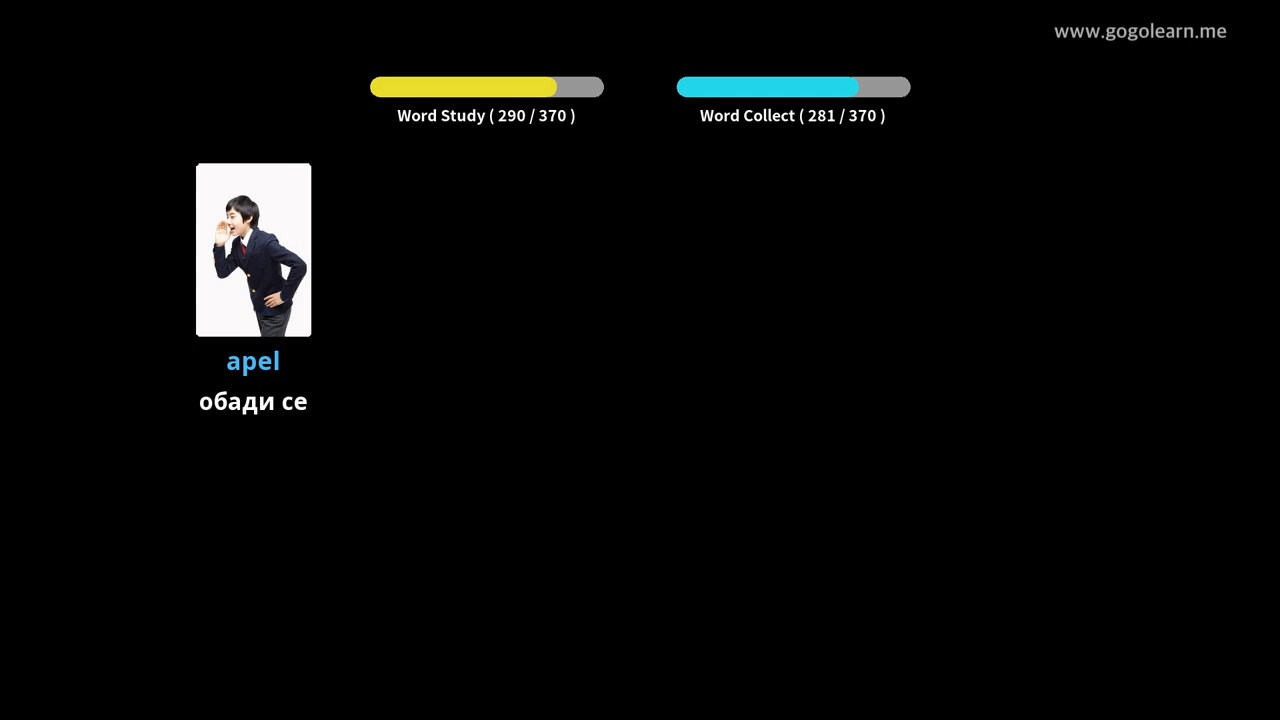 www.gogolearn.me
Word Study ( 290 / 370 )
Word Collect ( 281 / 370 )
apel
обади се